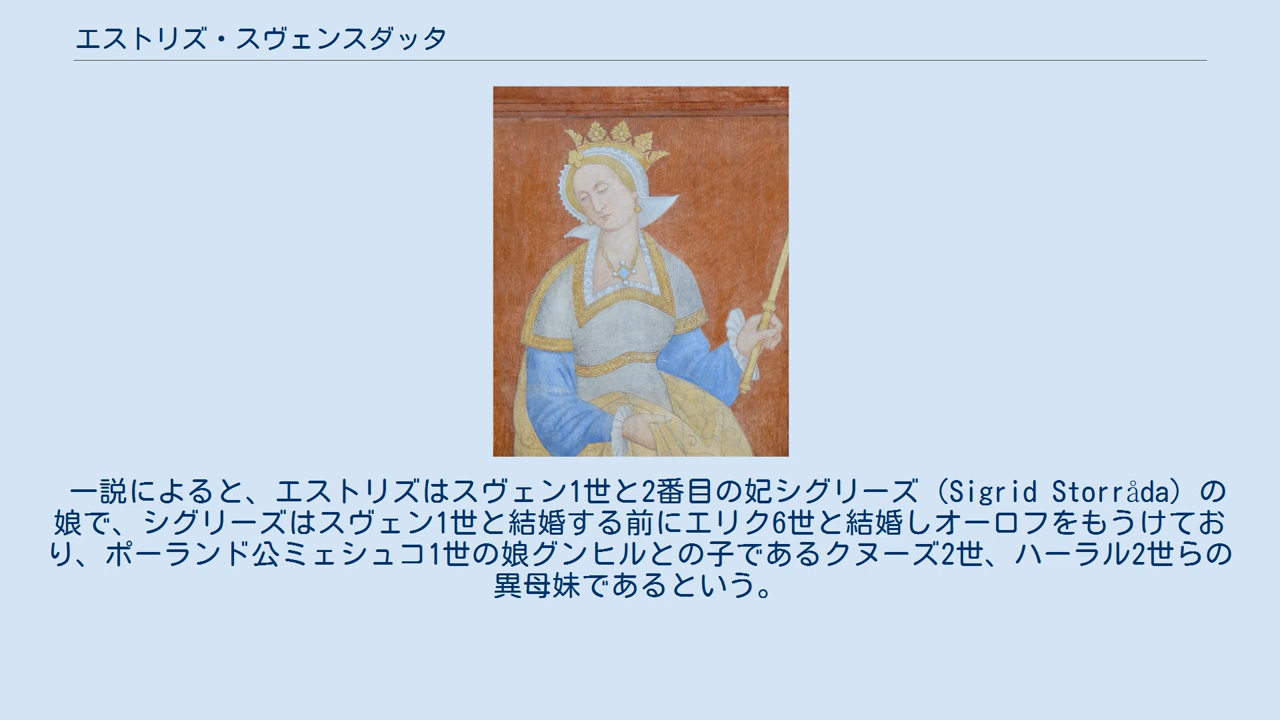 エストリズ・スヴェンスダッタ
一説によると、エストリズはスヴェン1世と2番目の妃シグリーズ（Sigrid Storråda）の
娘で、シグリーズはスヴェン1世と結婚する前にエリク6世と結婚しオーロフをもうけてお
り、ポーランド公ミェシュコ1世の娘グンヒルとの子であるクヌーズ2世、ハーラル2世らの
異母妹であるという。